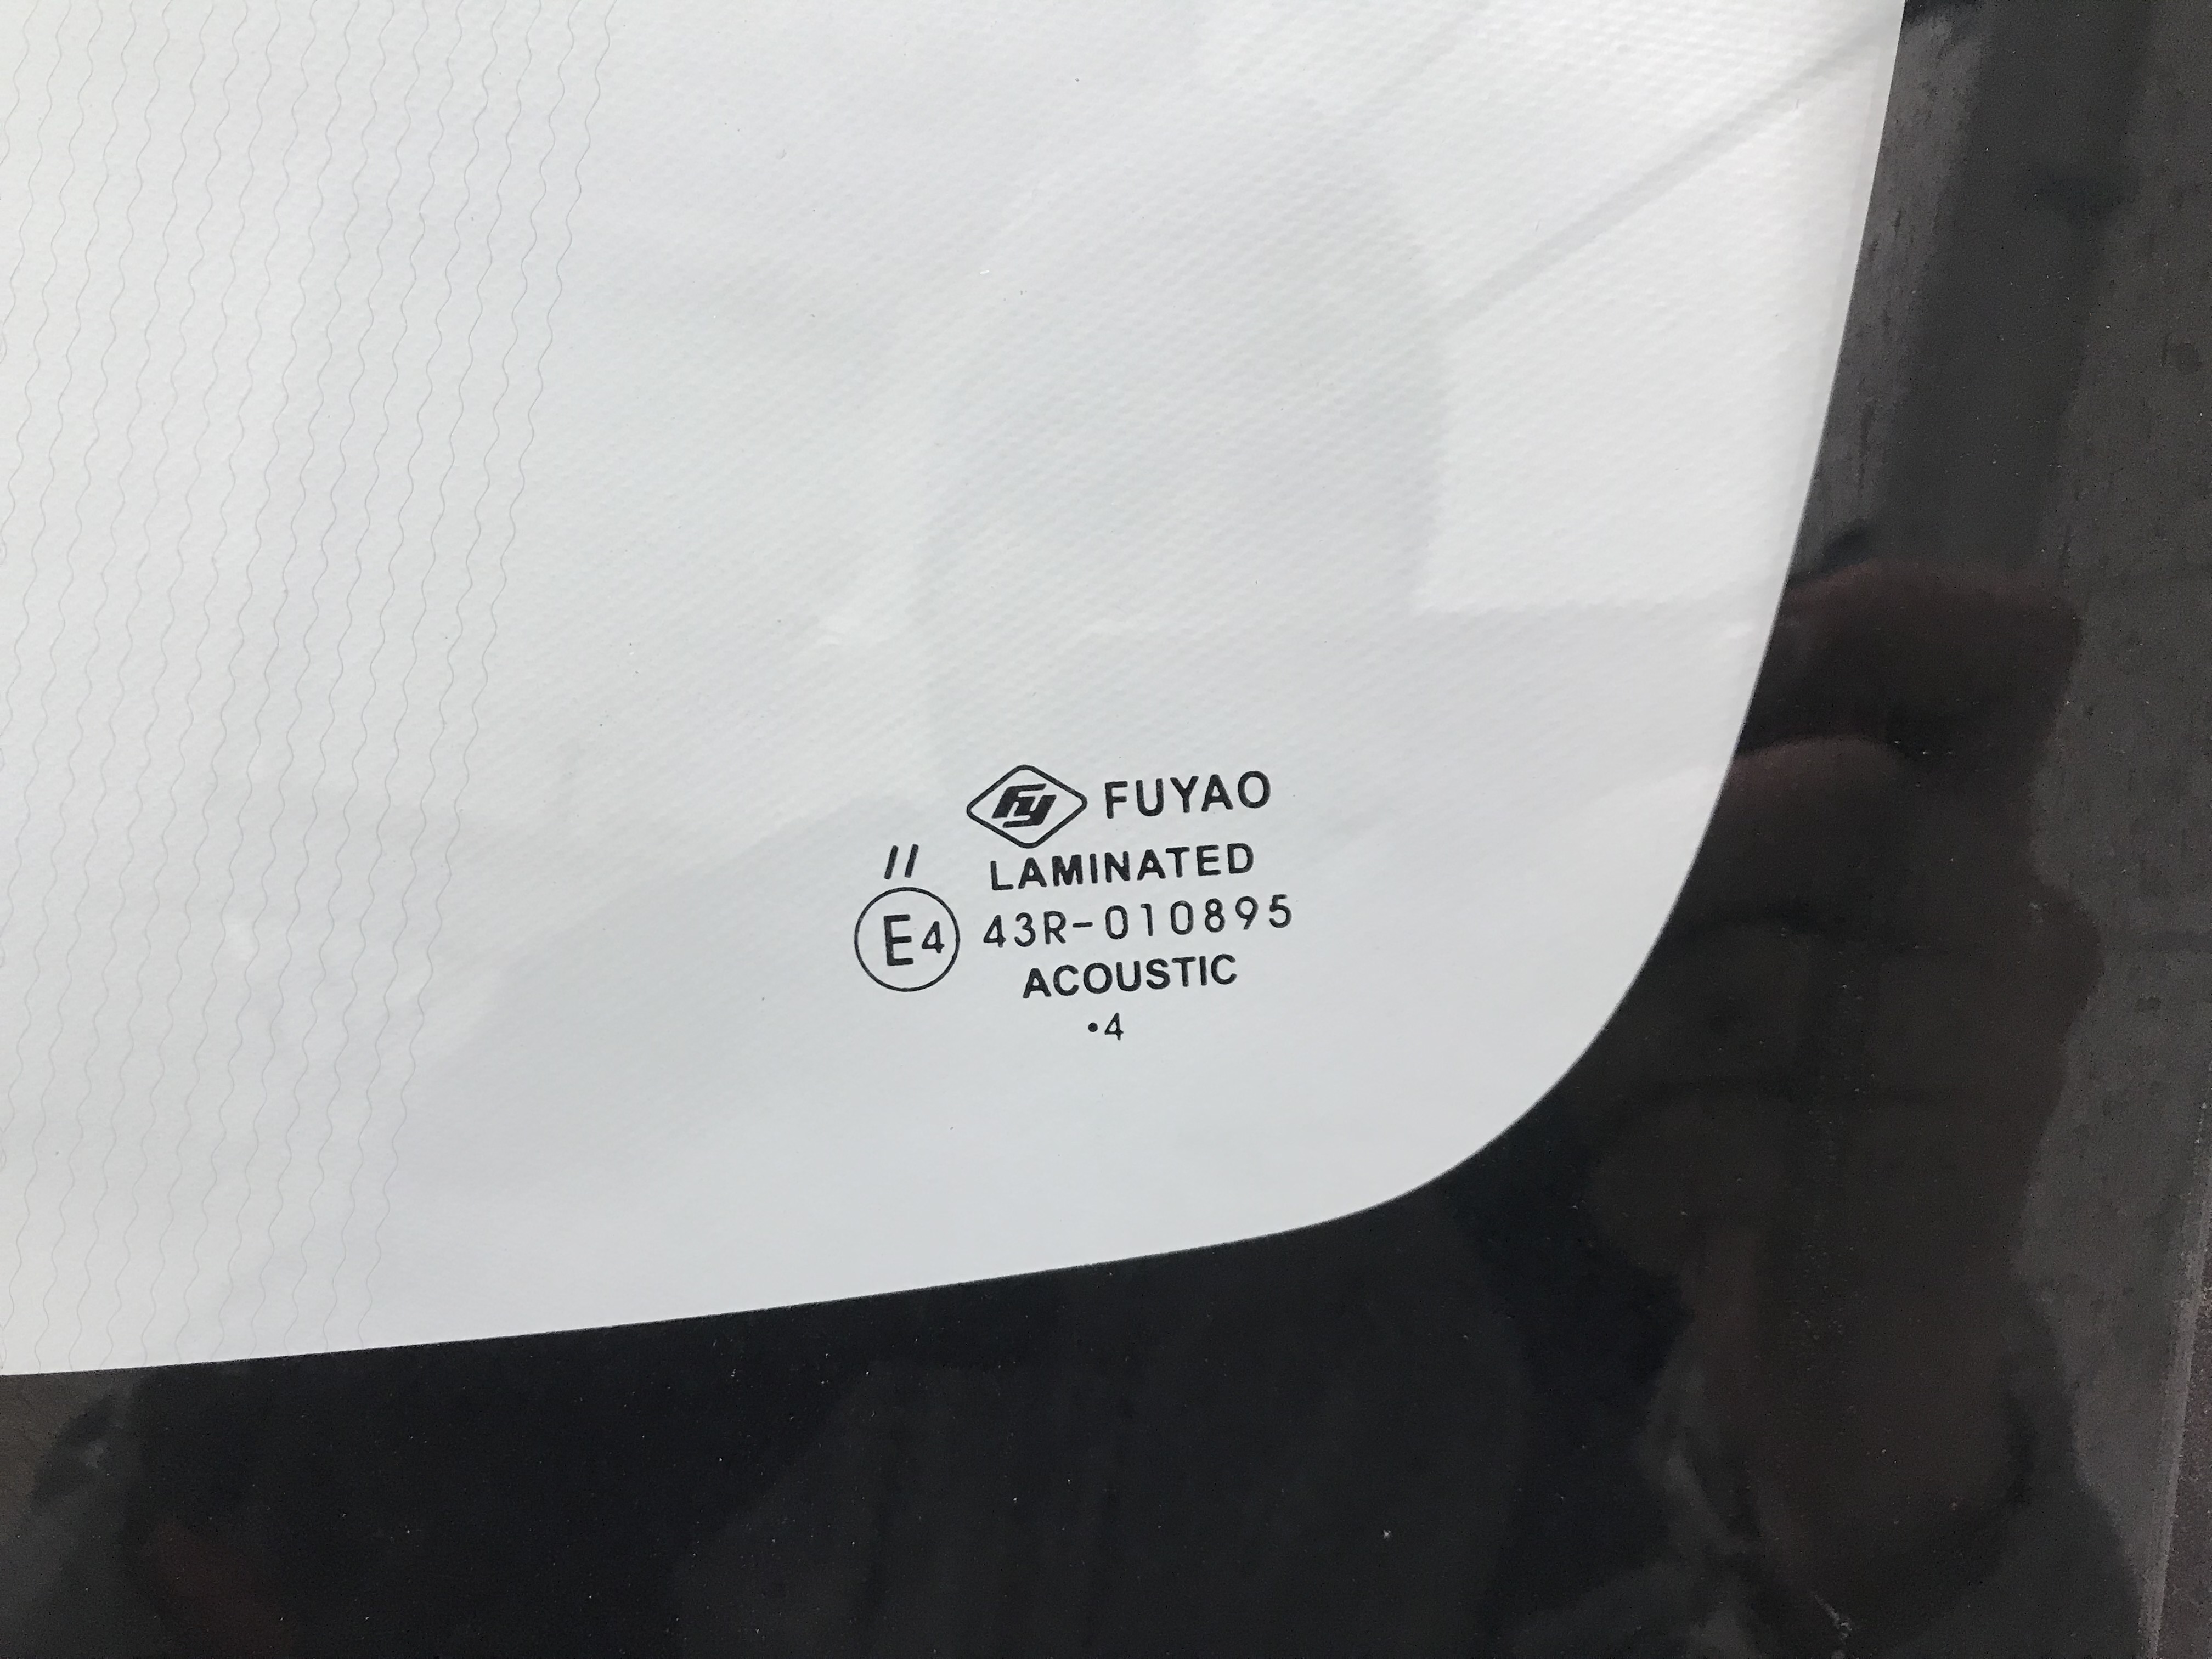 FY FUYAO
II LAMINATED
E4 43R-010895
ACOUSTIC
•4